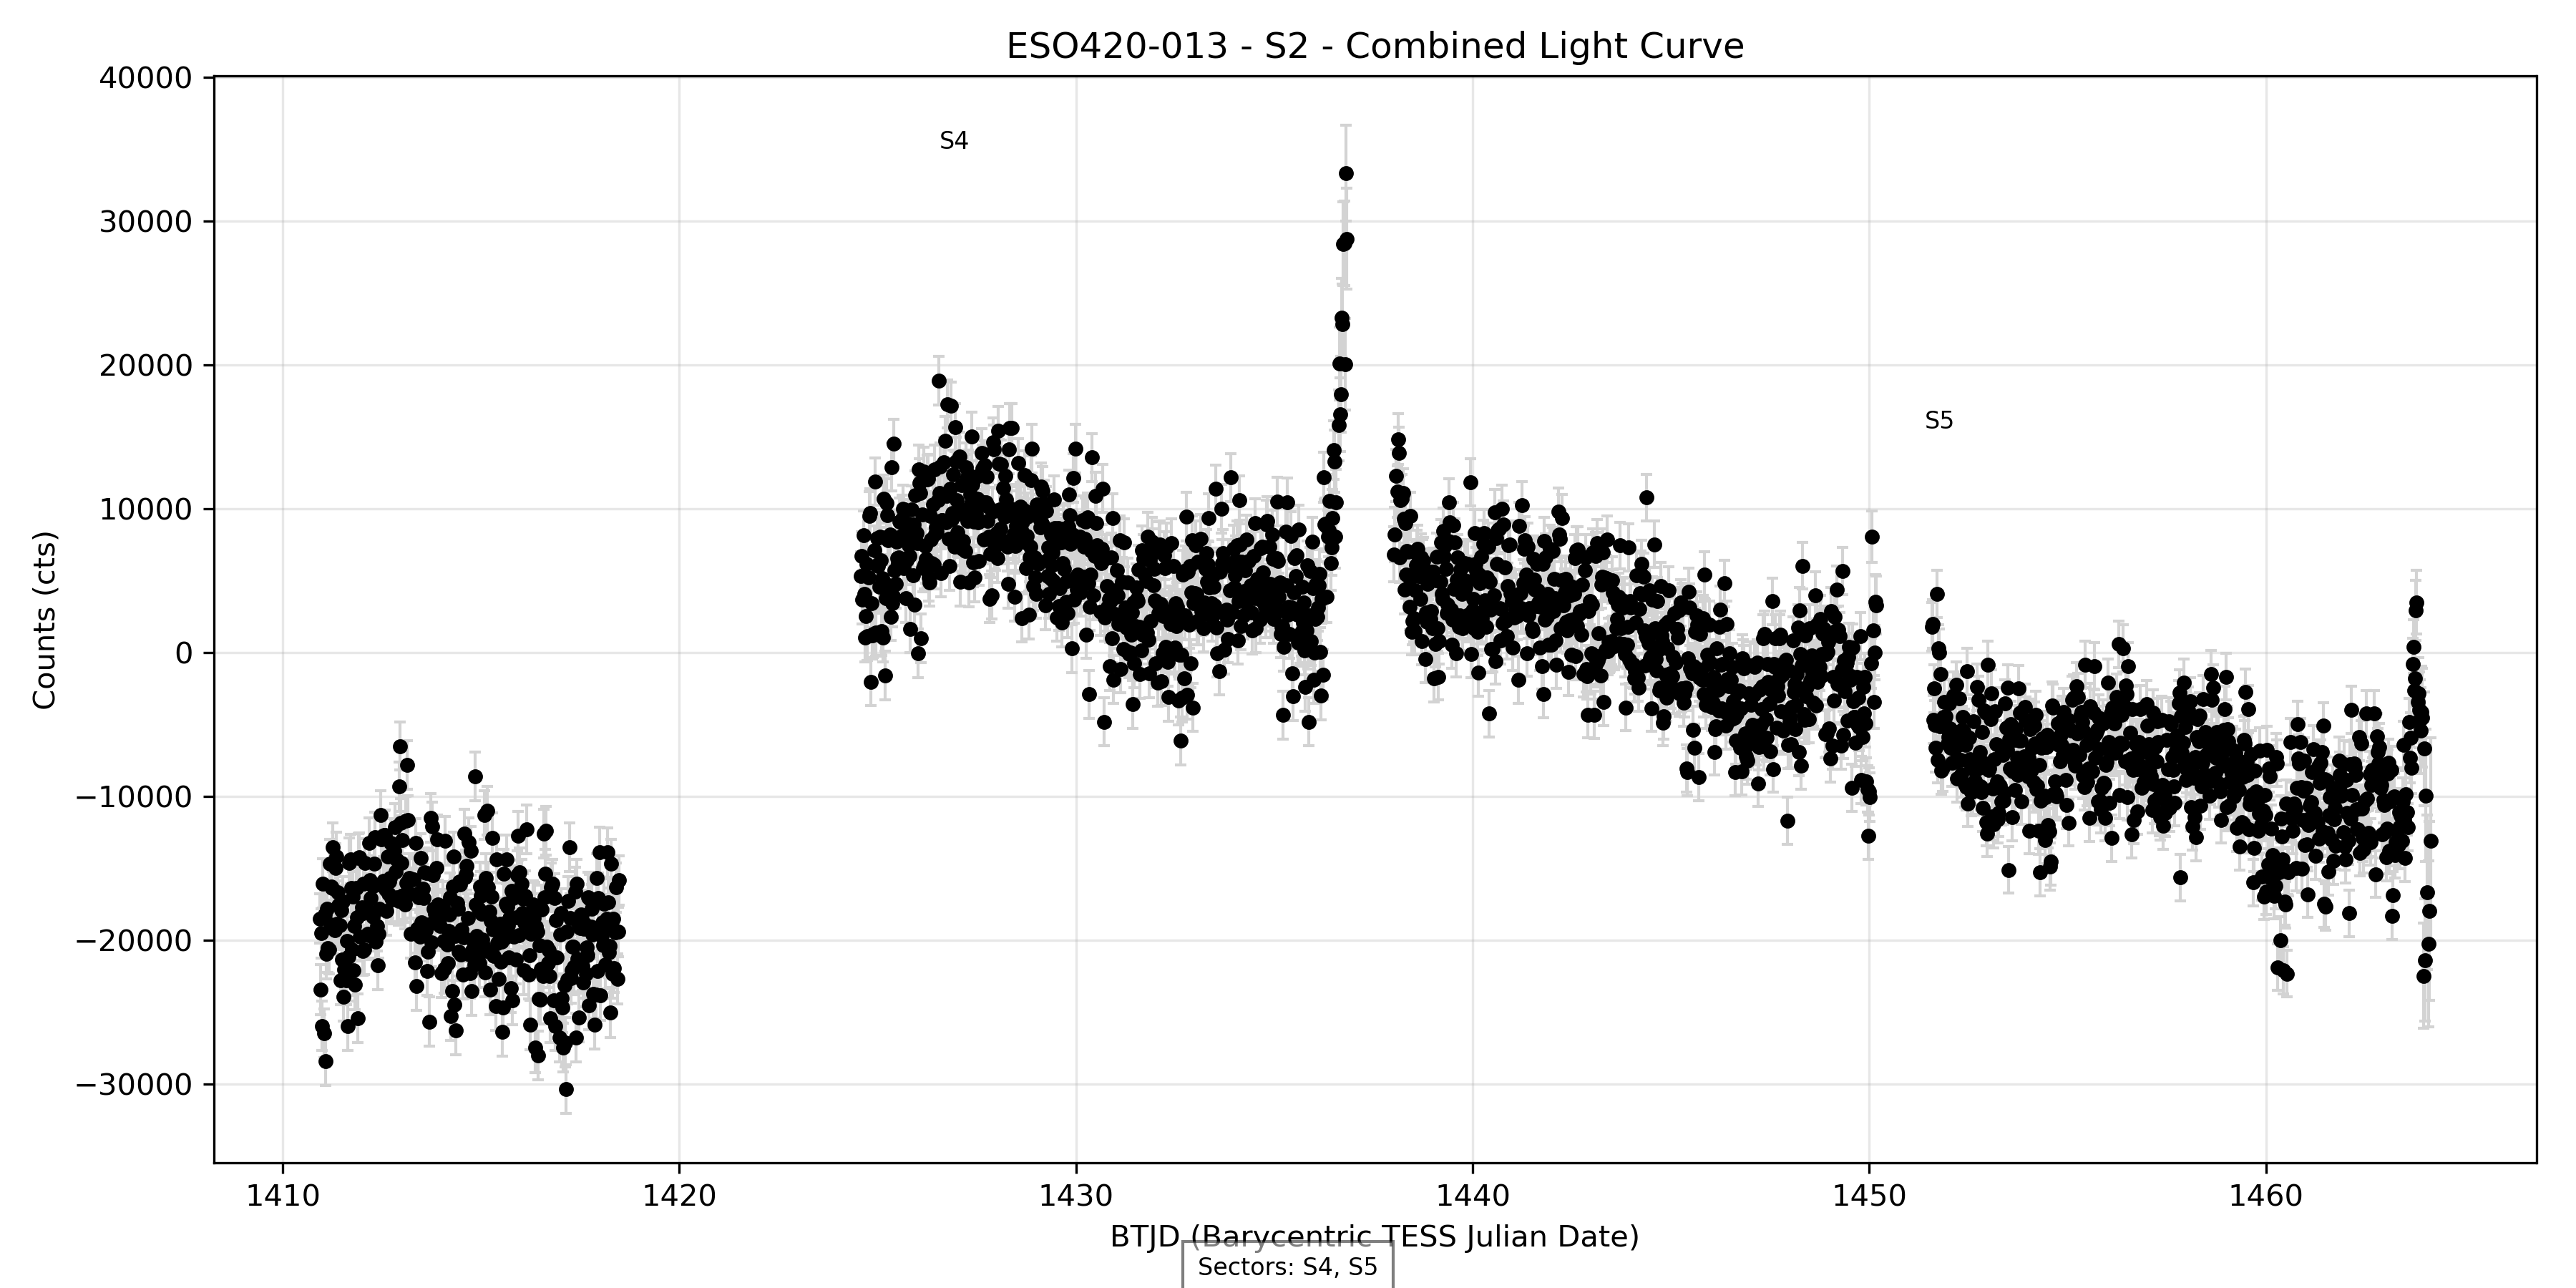 ESO420-013 - S2 - Combined Light Curve
40000
30000
20000
10000
0
−10000
−20000
−30000
Counts (cts)
S4
S5
1410 1420 1430 1440 1450 1460
BTJD (Barycentric TESS Julian Date)
Sectors: S4, S5